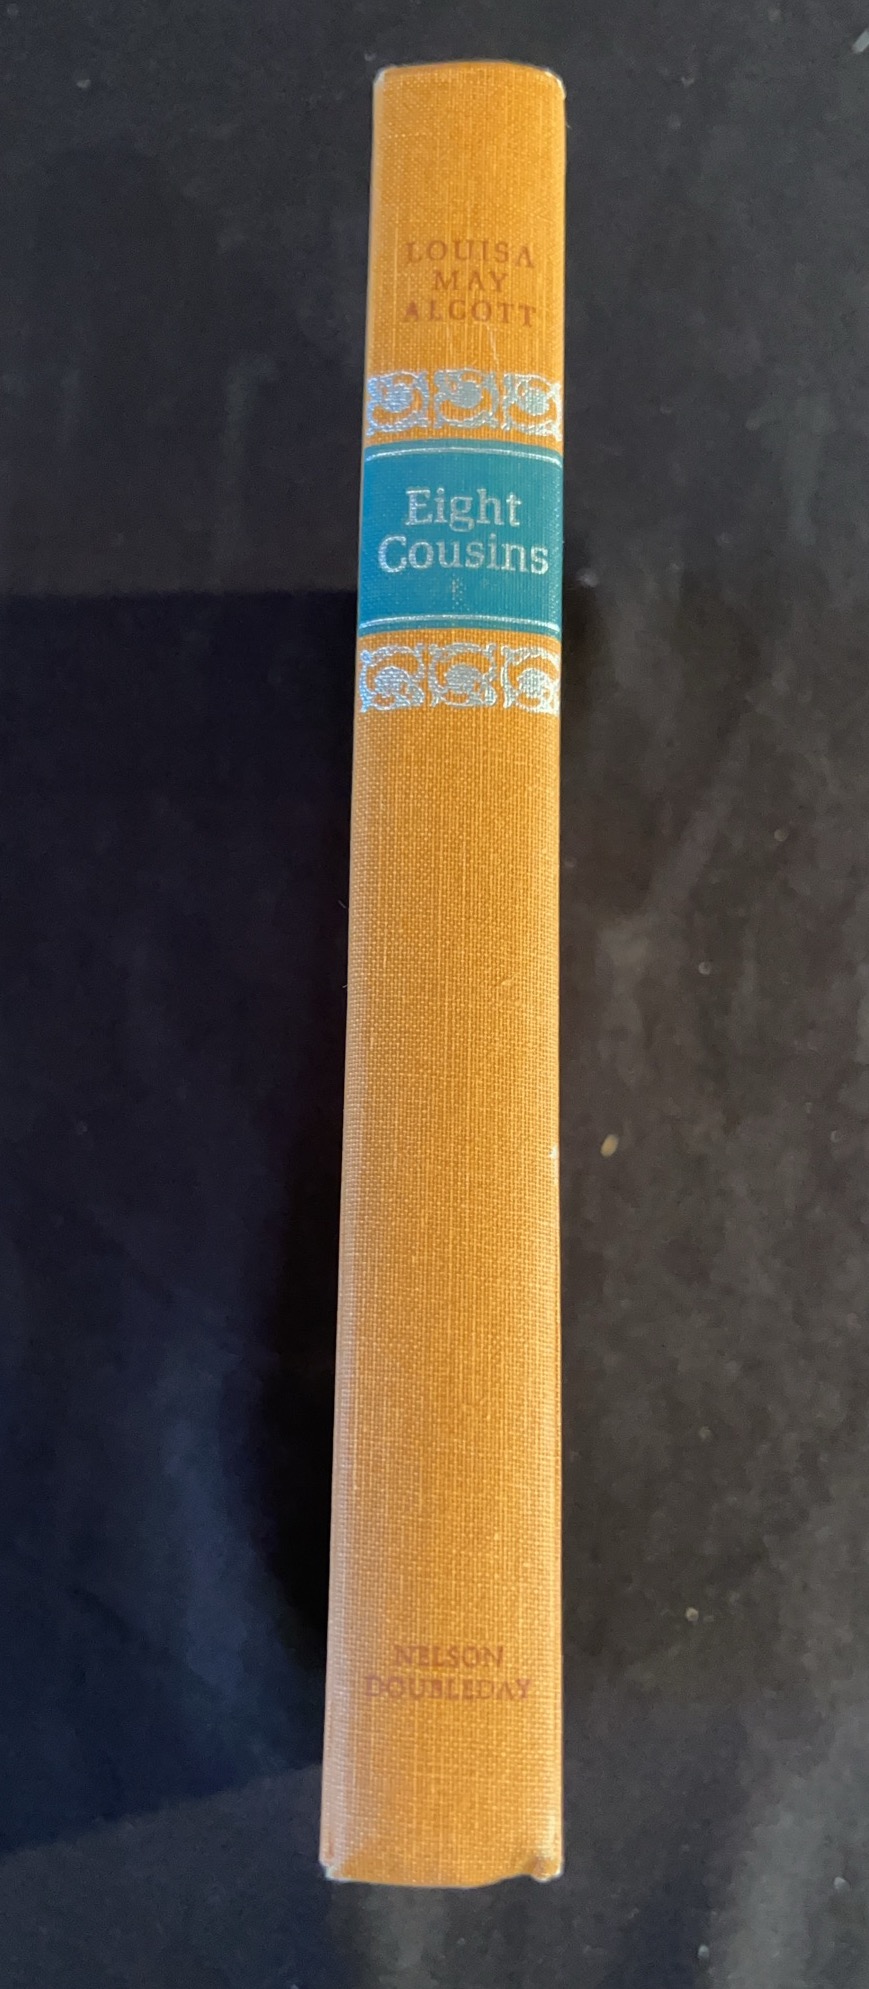 LOUISA
MAY
ALCOTT
Eight
Cousins
NELSON
DOUBLEDAY